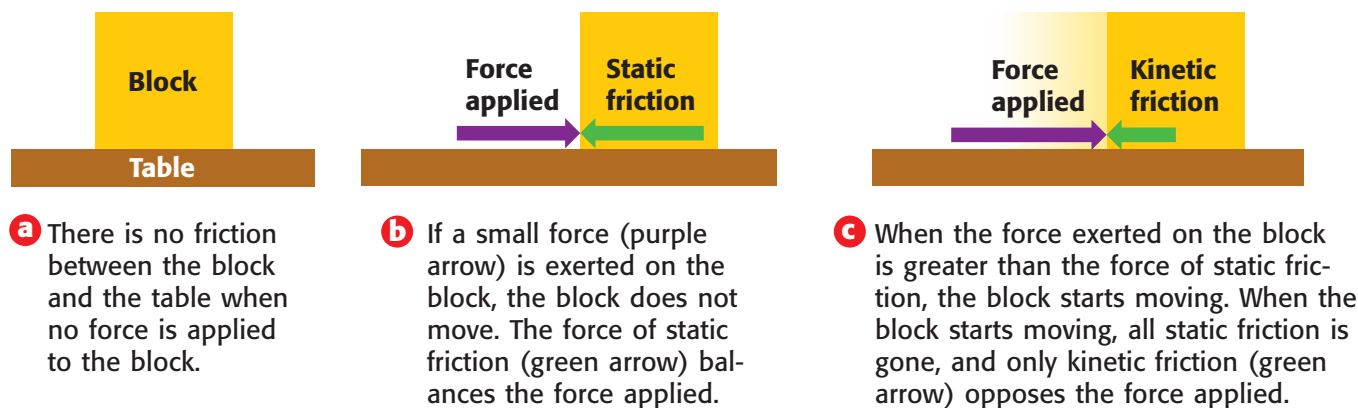 Block
Table
a There is no friction
between the block
and the table when
no force is applied
to the block.
Force
applied
Static
friction
b If a small force (purple
arrow) is exerted on the
block, the block does not
move. The force of static
friction (green arrow) bal-
ances the force applied.
Force
applied
Kinetic
friction
c When the force exerted on the block
is greater than the force of static fric-
tion, the block starts moving. When the
block starts moving, all static friction is
gone, and only kinetic friction (green
arrow) opposes the force applied.